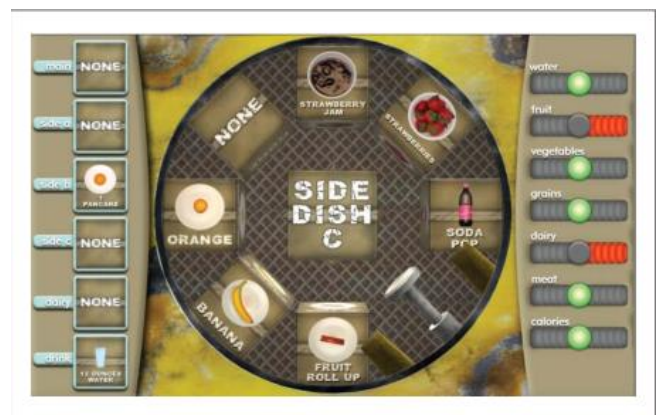 main
NONE
side a
NONE
side b
1
PANCAKE
side c
NONE
dairy
NONE
drink
12 OUNCES
WATER
STRAWBERRY
JAM
STRAWBERRIES
NONE
SIDE
DISH
C
ORANGE
SODA
POP
BANANA
FRUIT
ROLL UP
water
fruit
vegetables
grains
dairy
meat
calories